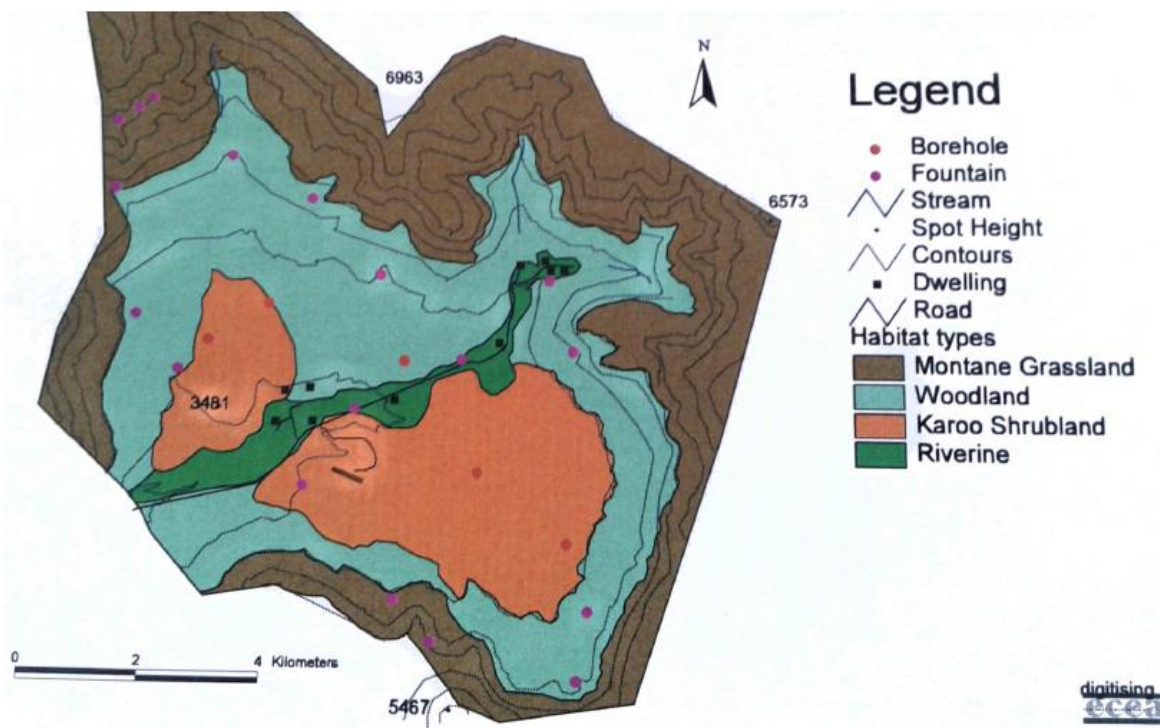 6963
N
6573
3481
5467
0 2 4 Kilometers
Legend
Borehole
Fountain
Stream
Spot Height
Contours
Dwelling
Road
Habitat types
Montane Grassland
Woodland
Karoo Shrubland
Riverine
digitising
ecea